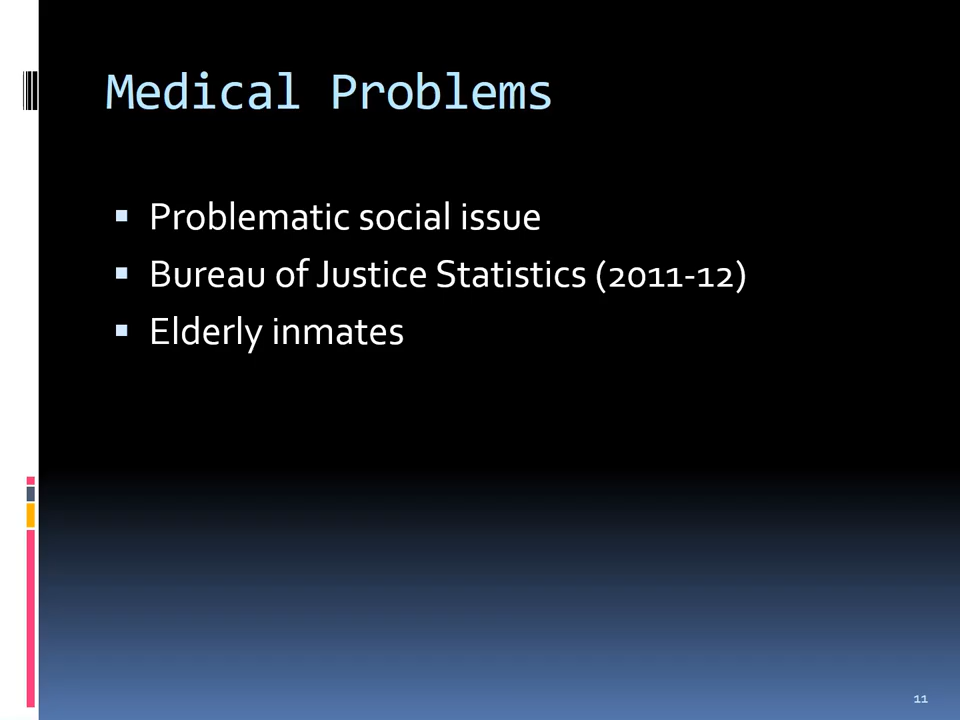 Medical Problems
▪ Problematic social issue
▪ Bureau of Justice Statistics (2011-12)
▪ Elderly inmates
11